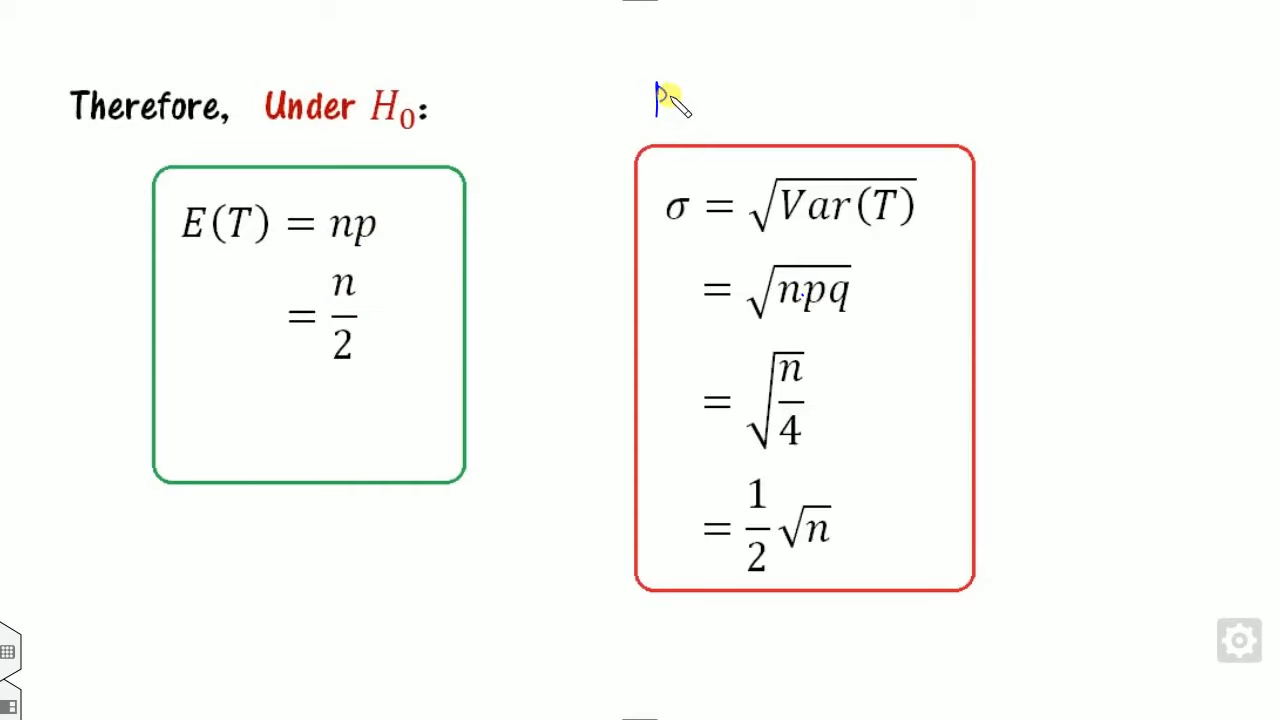 Therefore, Under H₀:
p
E(T) = np
= n/2
σ = √Var(T)
= √npq
= √(n/4)
= 1/2 √n